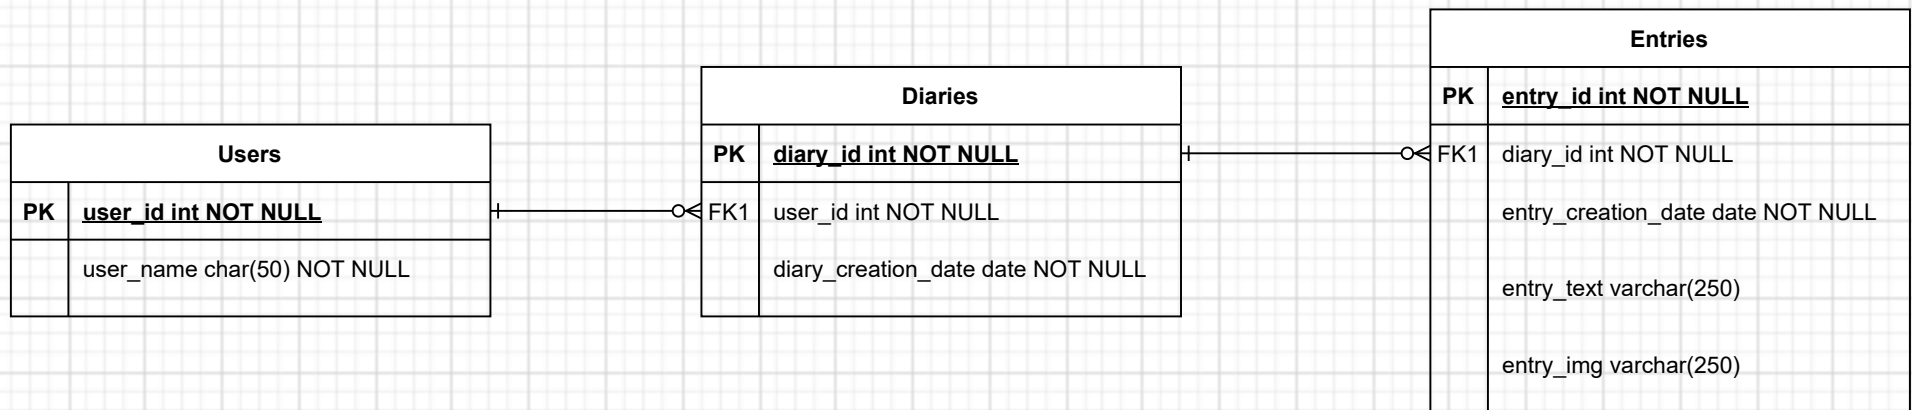 Users
PK user_id int NOT NULL
user_name char(50) NOT NULL
Diaries
PK diary_id int NOT NULL
FK1 user_id int NOT NULL
diary_creation_date date NOT NULL
Entries
PK entry_id int NOT NULL
FK1 diary_id int NOT NULL
entry_creation_date date NOT NULL
entry_text varchar(250)
entry_img varchar(250)